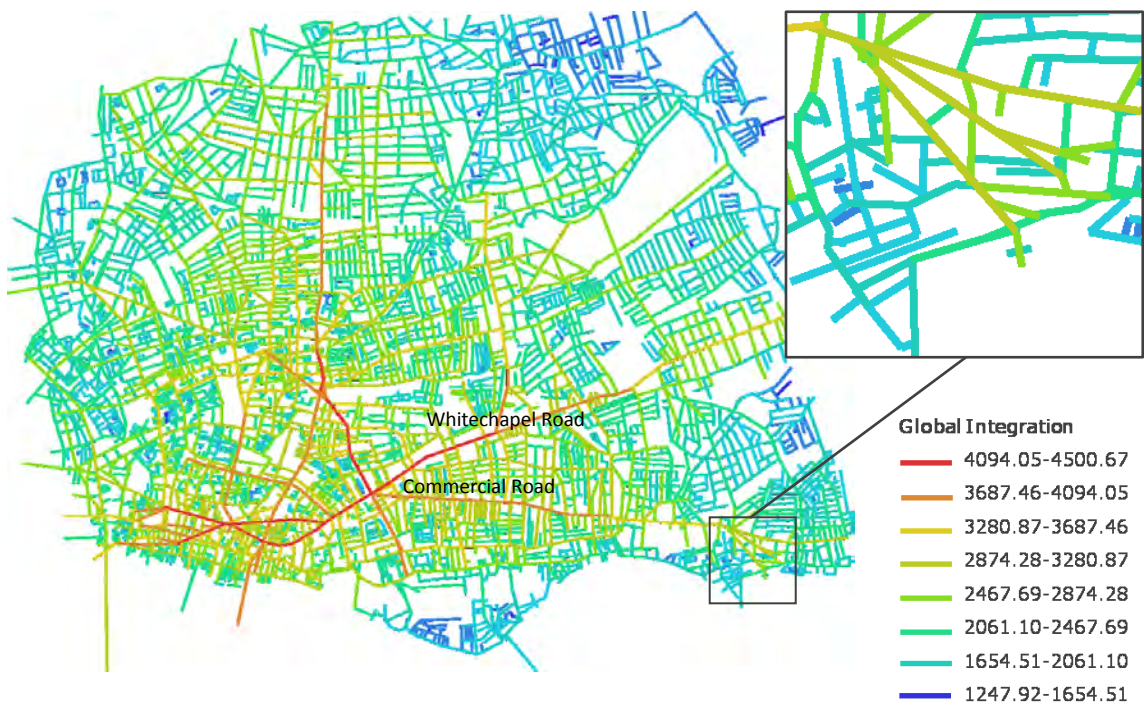 Whitechapel Road
Commercial Road
Global Integration
4094.05-4500.67
3687.46-4094.05
3280.87-3687.46
2874.28-3280.87
2467.69-2874.28
2061.10-2467.69
1654.51-2061.10
1247.92-1654.51